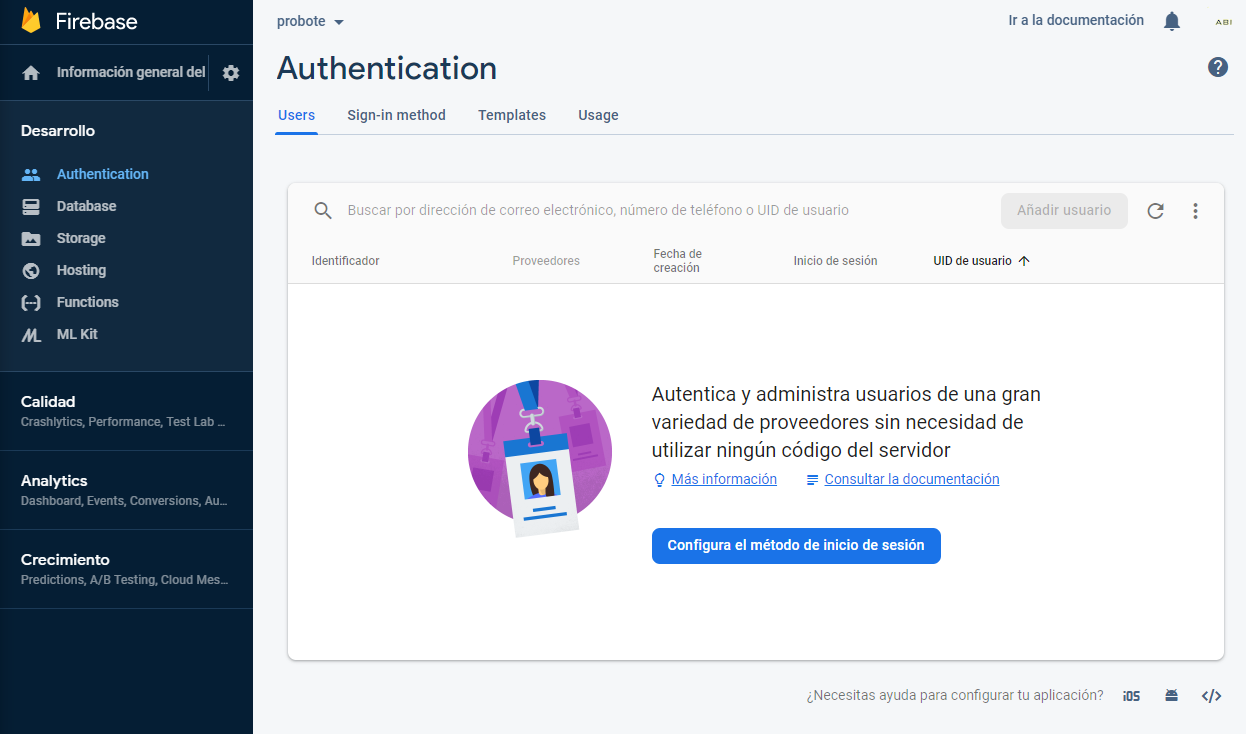 Firebase
Información general del
Desarrollo
Authentication
Database
Storage
Hosting
Functions
ML Kit
Calidad
Crashlytics, Performance, Test Lab ...
Analytics
Dashboard, Events, Conversions, Au...
Crecimiento
Predictions, A/B Testing, Cloud Mes...
probote
Ir a la documentación
ABI
Authentication
Users Sign-in method Templates Usage
Buscar por dirección de correo electrónico, número de teléfono o UID de usuario
Añadir usuario
Identificador Proveedores Fecha de creación Inicio de sesión UID de usuario
Autentica y administra usuarios de una gran
variedad de proveedores sin necesidad de
utilizar ningún código del servidor
Más información Consultar la documentación
Configura el método de inicio de sesión
¿Necesitas ayuda para configurar tu aplicación? iOS